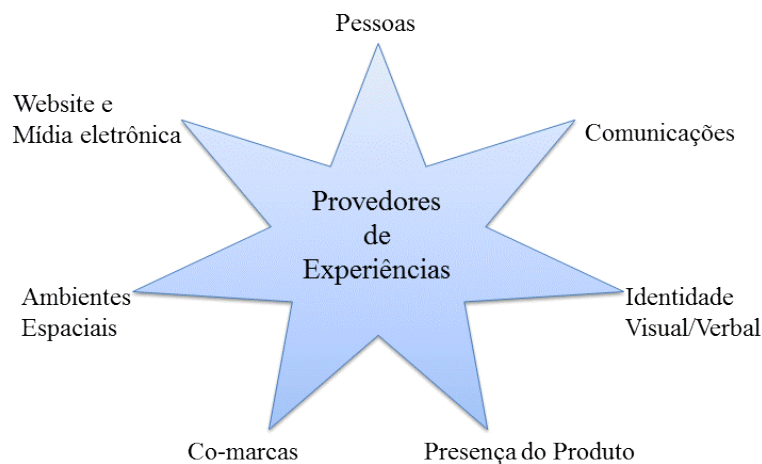 Pessoas
Website e
Mídia eletrônica
Comunicações
Provedores
de
Experiências
Ambientes
Espaciais
Identidade
Visual/Verbal
Co-marcas
Presença do Produto